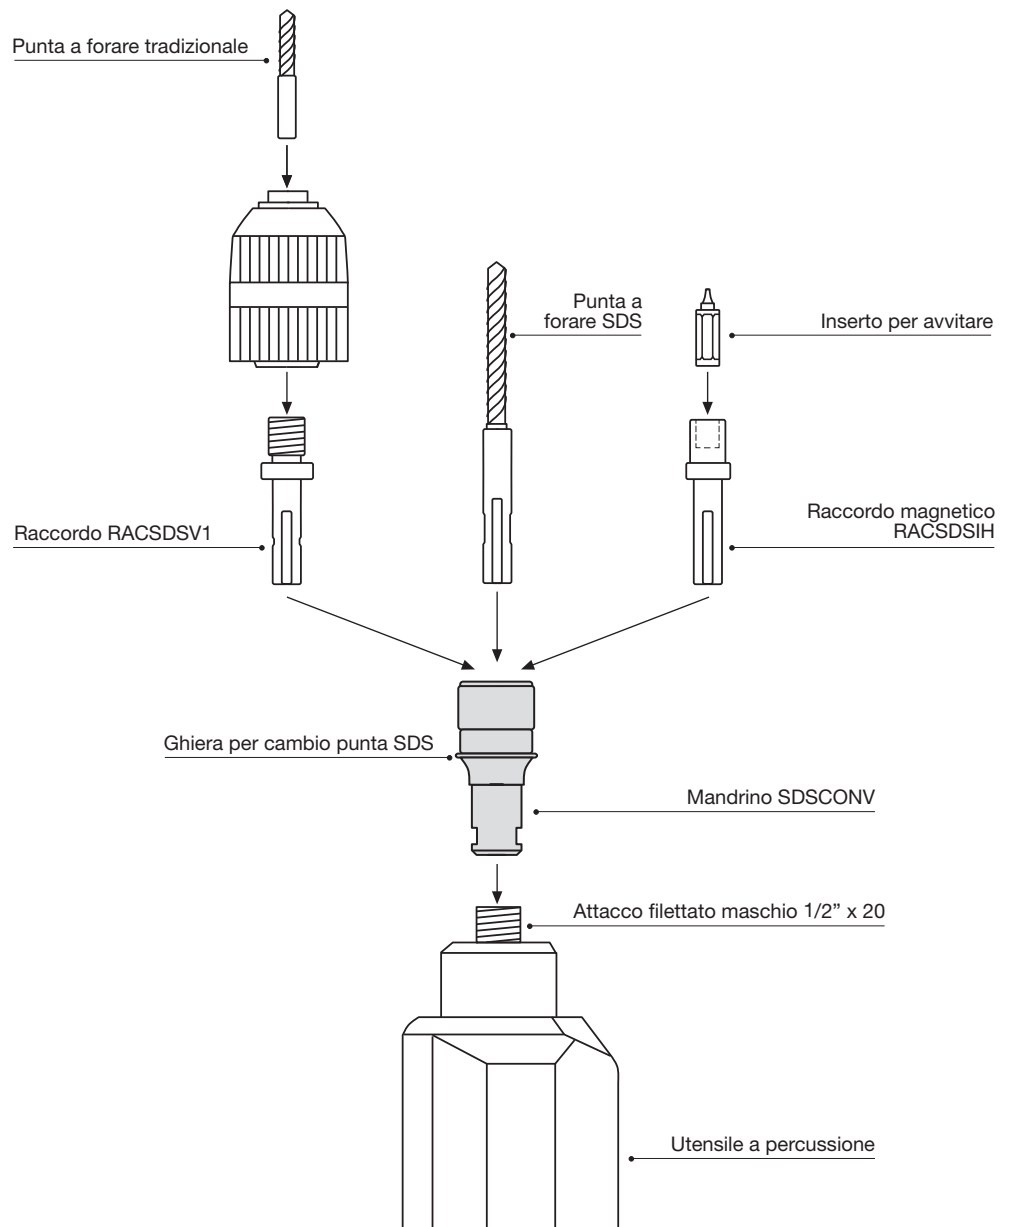 Punta a forare tradizionale
Punta a
forare SDS
Inserto per avvitare
Raccordo RACSDSV1
Raccordo magnetico
RACSDSIH
Ghiera per cambio punta SDS
Mandrino SDSCONV
Attacco filettato maschio 1/2” x 20
Utensile a percussione